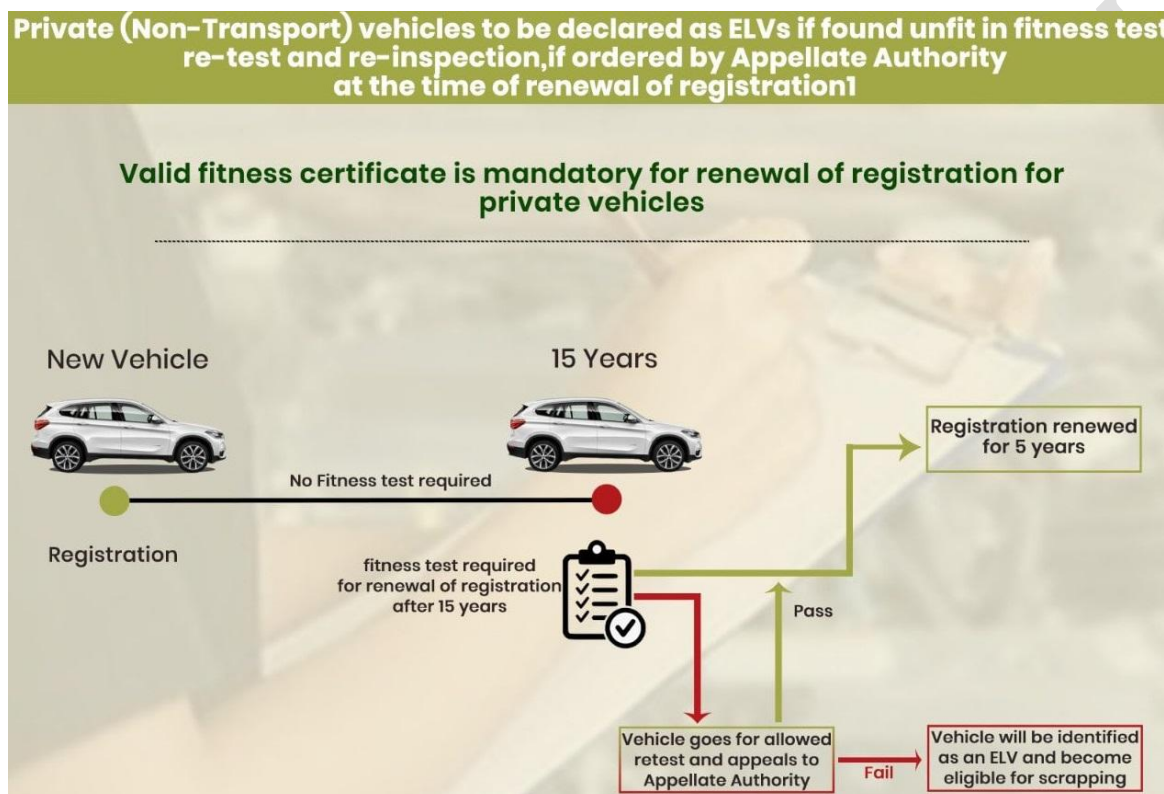 Private (Non-Transport) vehicles to be declared as ELVs if found unfit in fitness test
re-test and re-inspection,if ordered by Appellate Authority
at the time of renewal of registration1
Valid fitness certificate is mandatory for renewal of registration for
private vehicles
New Vehicle
15 Years
Registration renewed
for 5 years
No Fitness test required
Registration
fitness test required
for renewal of registration
after 15 years
Pass
Vehicle goes for allowed
retest and appeals to
Appellate Authority
Fail
Vehicle will be identified
as an ELV and become
eligible for scrapping